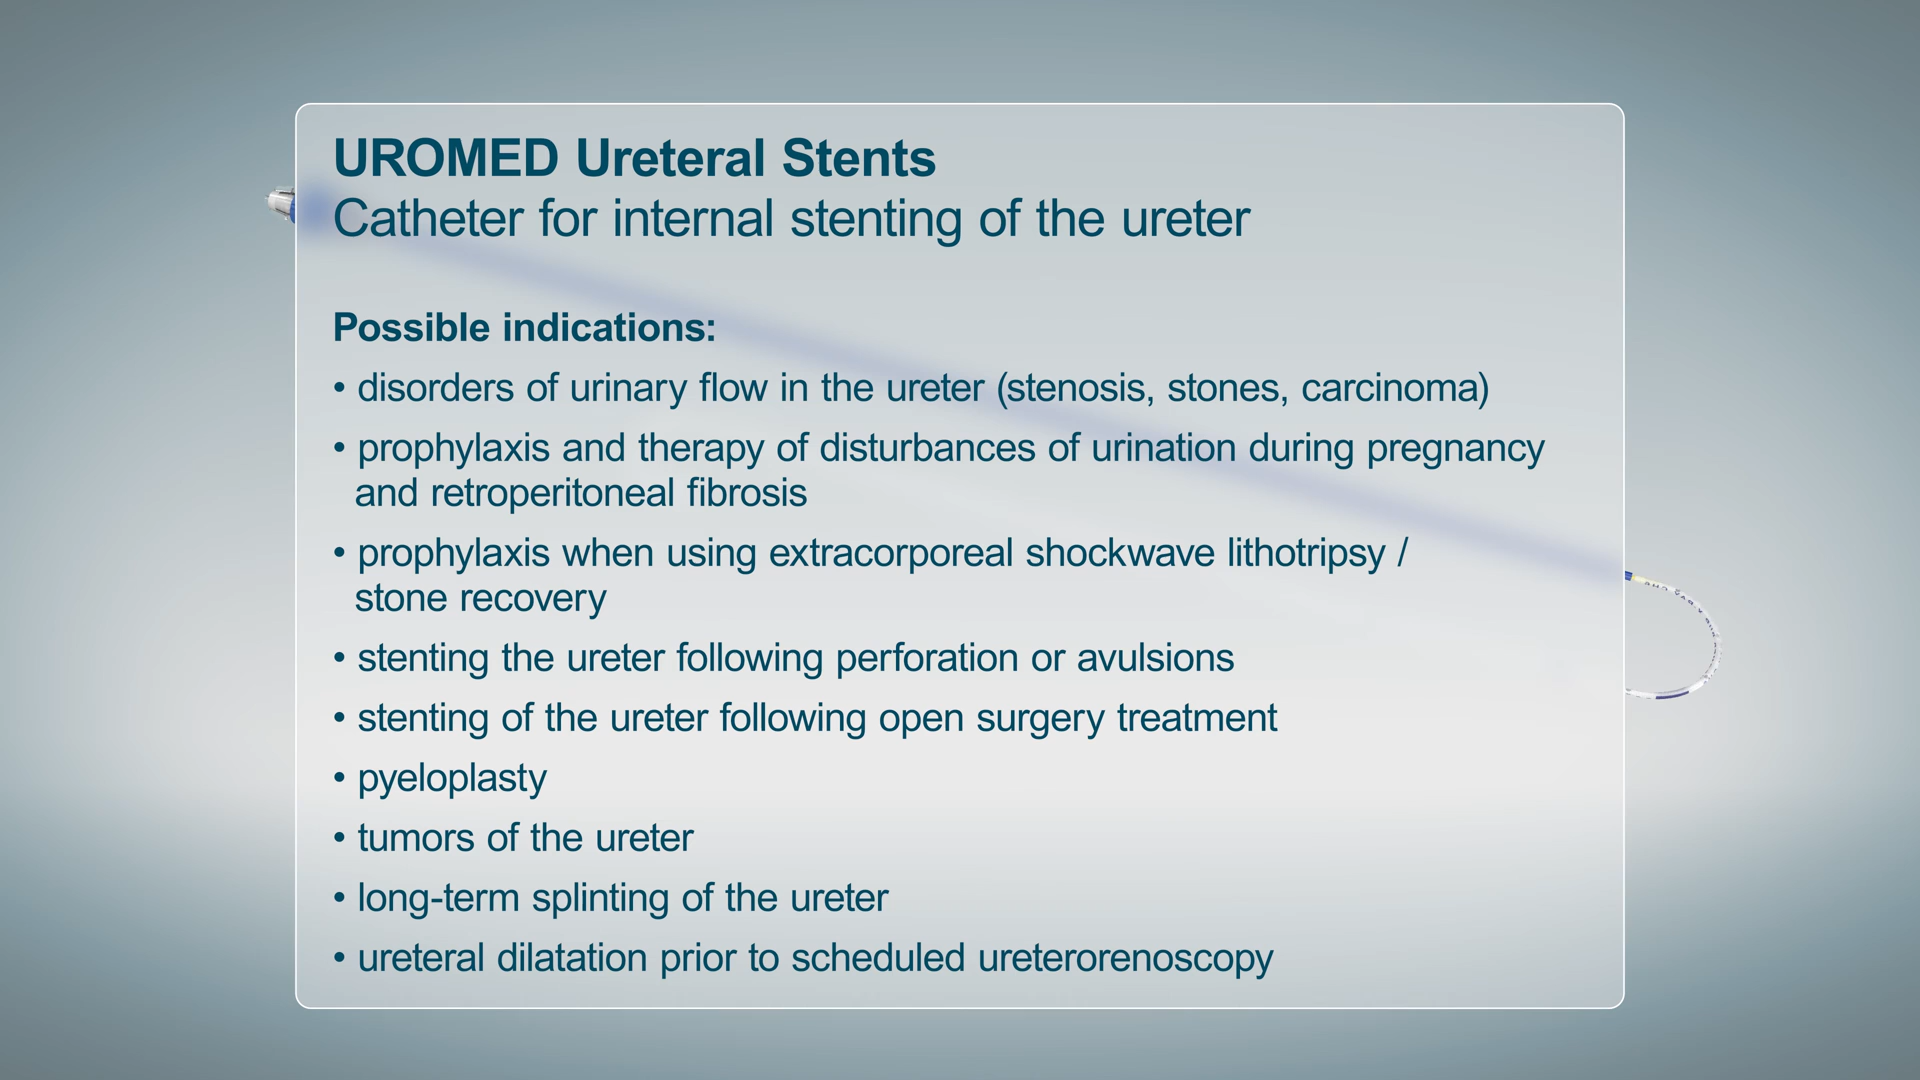 UROMED Ureteral Stents
Catheter for internal stenting of the ureter
Possible indications:
• disorders of urinary flow in the ureter (stenosis, stones, carcinoma)
• prophylaxis and therapy of disturbances of urination during pregnancy
and retroperitoneal fibrosis
• prophylaxis when using extracorporeal shockwave lithotripsy /
stone recovery
• stenting the ureter following perforation or avulsions
• stenting of the ureter following open surgery treatment
• pyeloplasty
• tumors of the ureter
• long-term splinting of the ureter
• ureteral dilatation prior to scheduled ureterorenoscopy